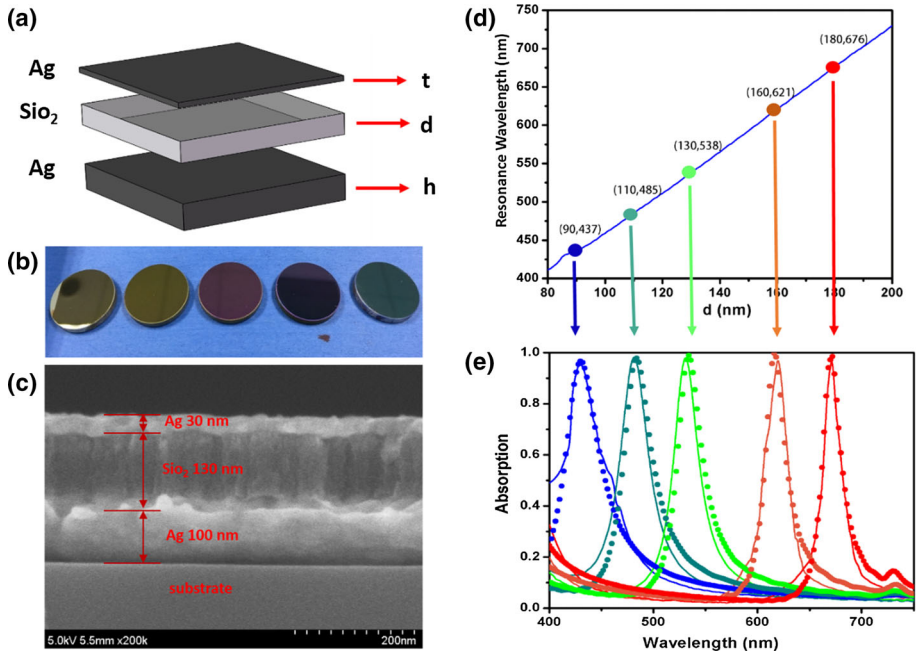 (a)
Ag
Sio2
Ag
t
d
h
(b)
(c)
Ag 30 nm
Sio2 130 nm
Ag 100 nm
substrate
5.0kV 5.5mm x200k
200nm
(d)
Resonance Wavelength (nm)
750
700
650
600
550
500
450
400
(90,437)
(110,485)
(130,538)
(160,621)
(180,676)
80 100 120 140 160 180 200
d (nm)
(e)
Absorption
1.0
0.8
0.6
0.4
0.2
0.0
400 500 600 700
Wavelength (nm)